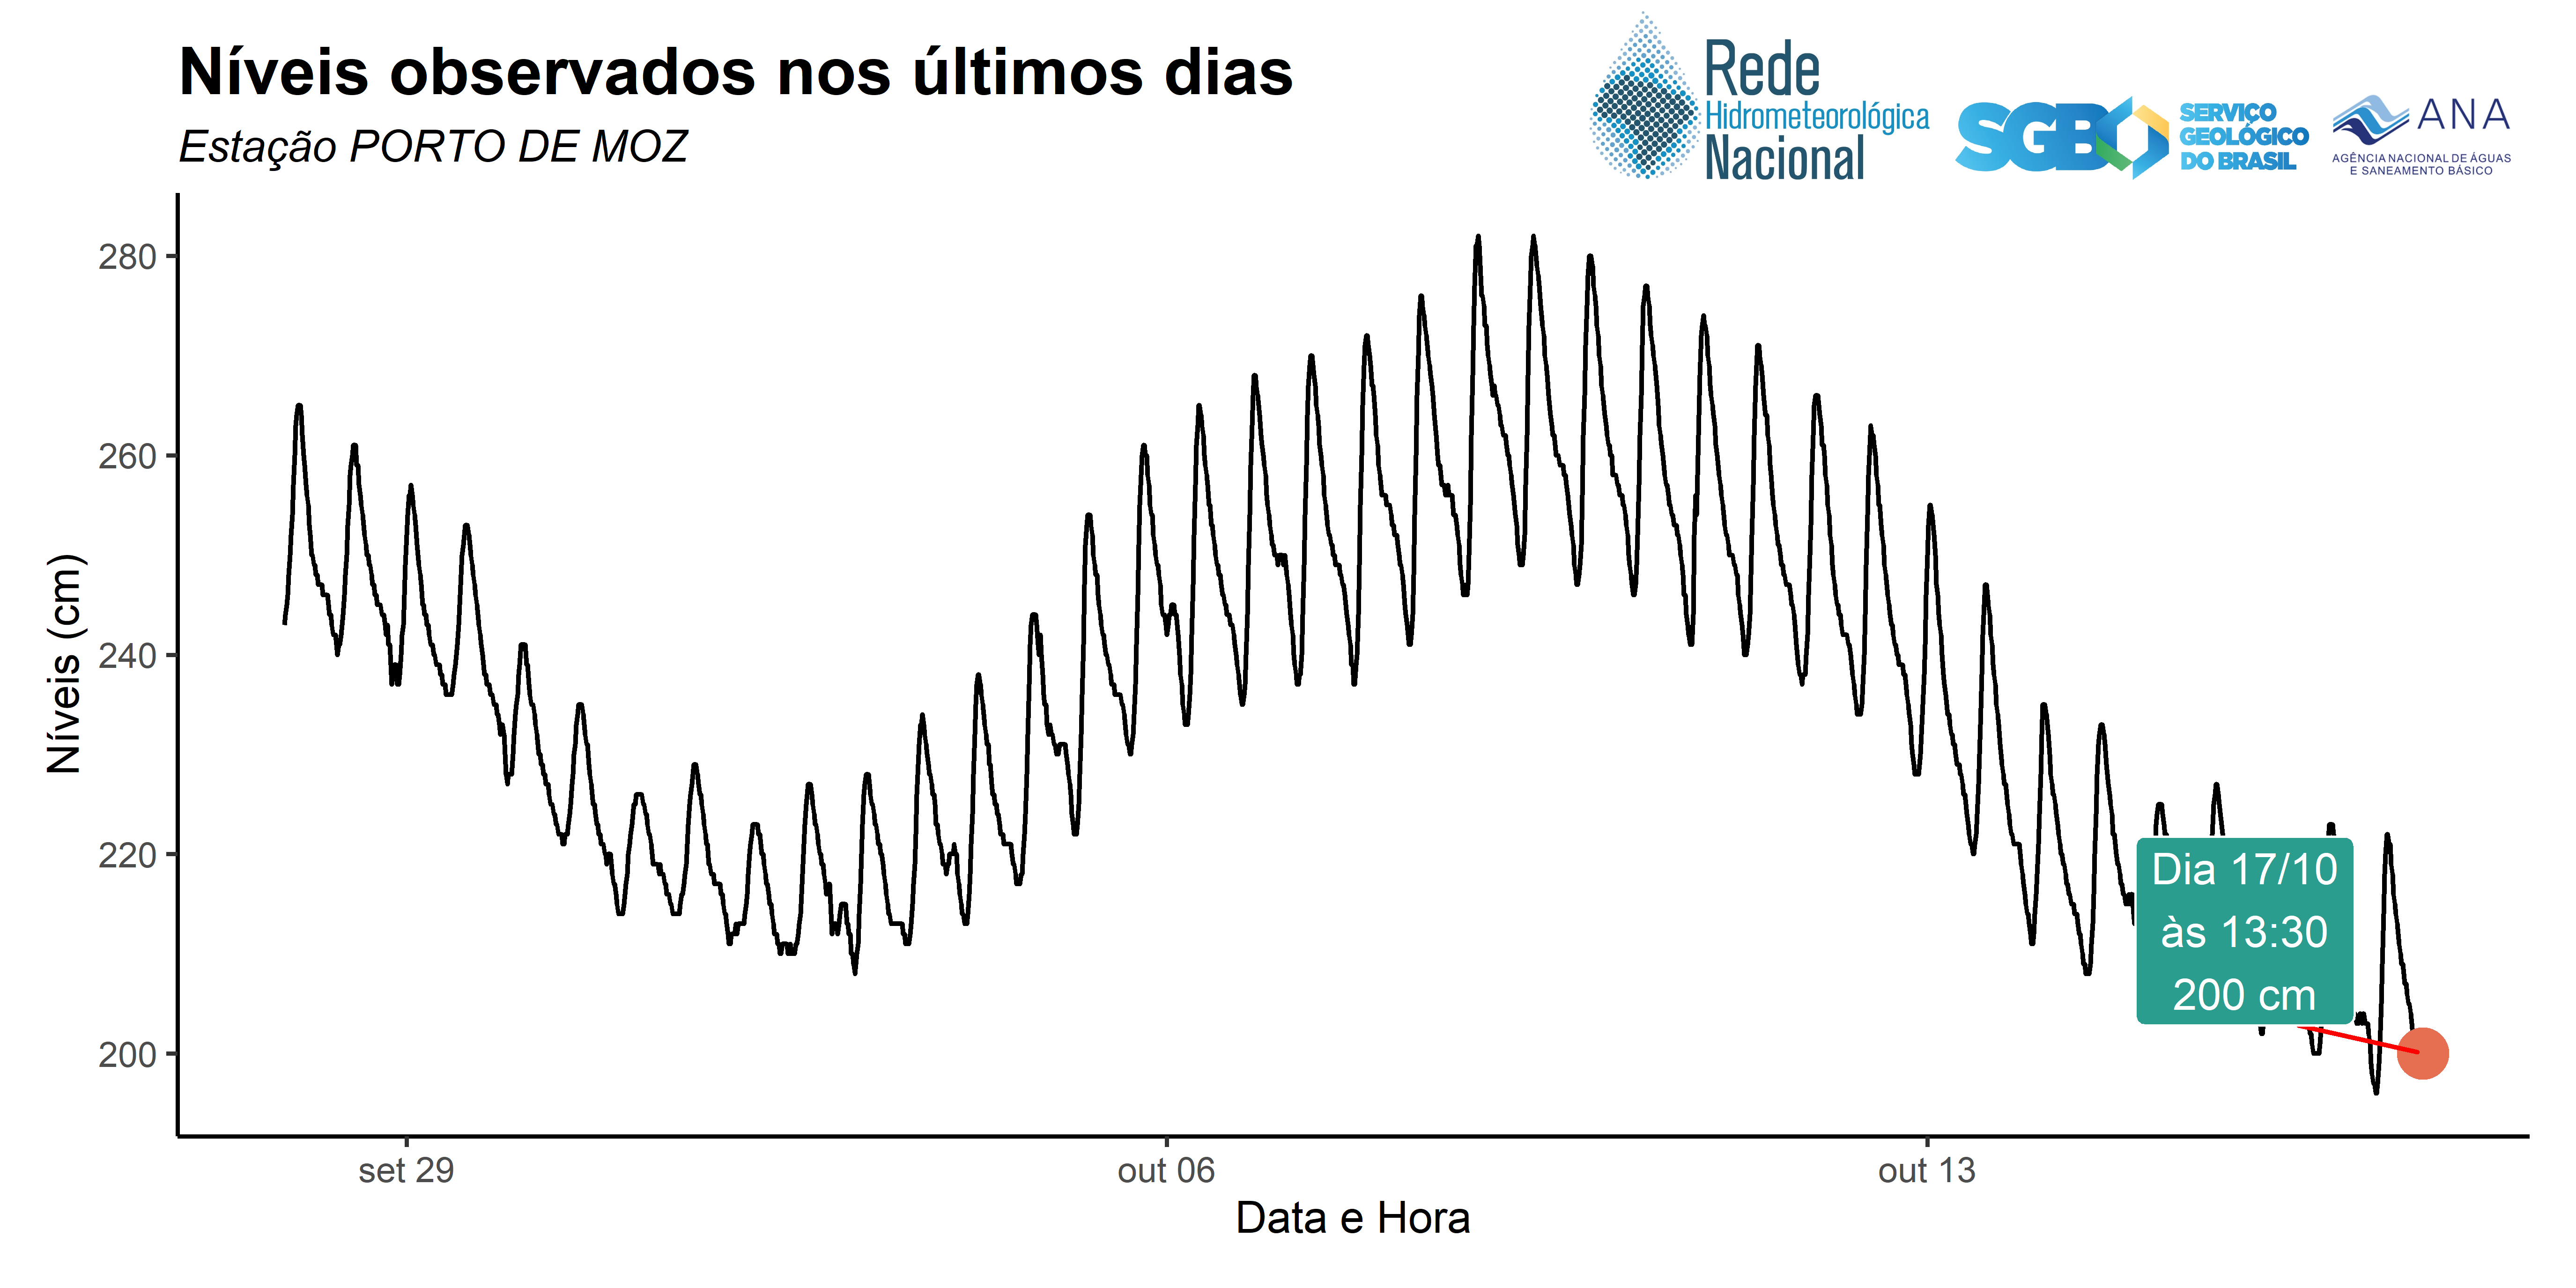 Níveis observados nos últimos dias
Estação PORTO DE MOZ
Rede
Hidrometeorológica
Nacional
SGB
SERVIÇO
GEOLÓGICO
DO BRASIL
ANA
AGÊNCIA NACIONAL DE ÁGUAS
E SANEAMENTO BÁSICO
Níveis (cm)
280
260
240
220
200
Dia 17/10
às 13:30
200 cm
set 29
out 06
out 13
Data e Hora